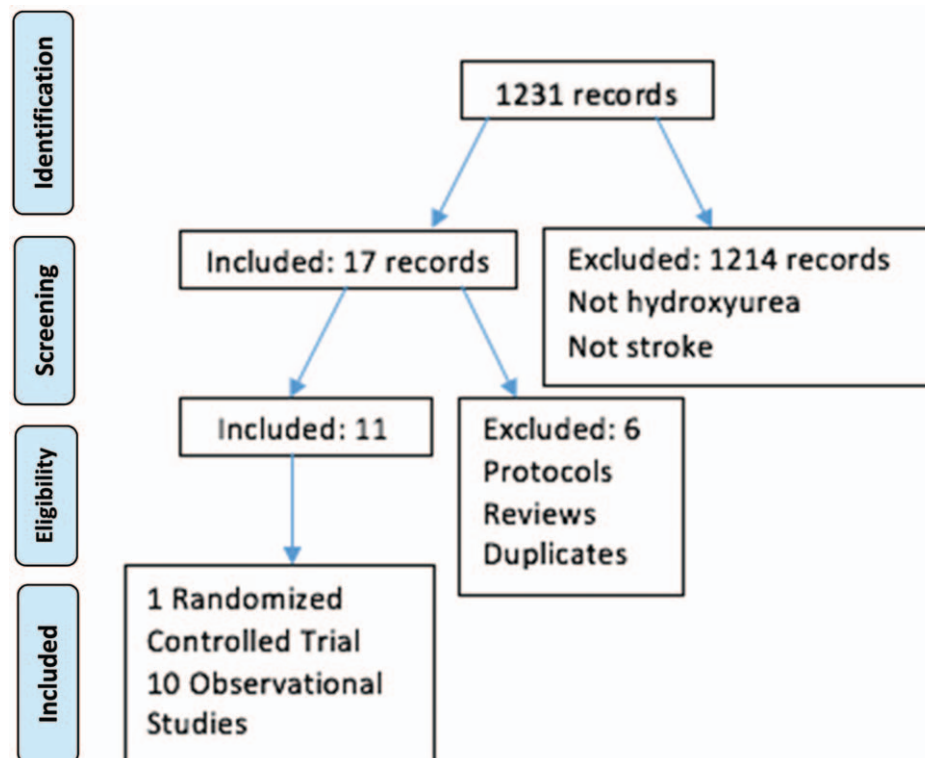 Identification
1231 records
Screening
Included: 17 records
Excluded: 1214 records
Not hydroxyurea
Not stroke
Eligibility
Included: 11
Excluded: 6
Protocols
Reviews
Duplicates
Included
1 Randomized
Controlled Trial
10 Observational
Studies